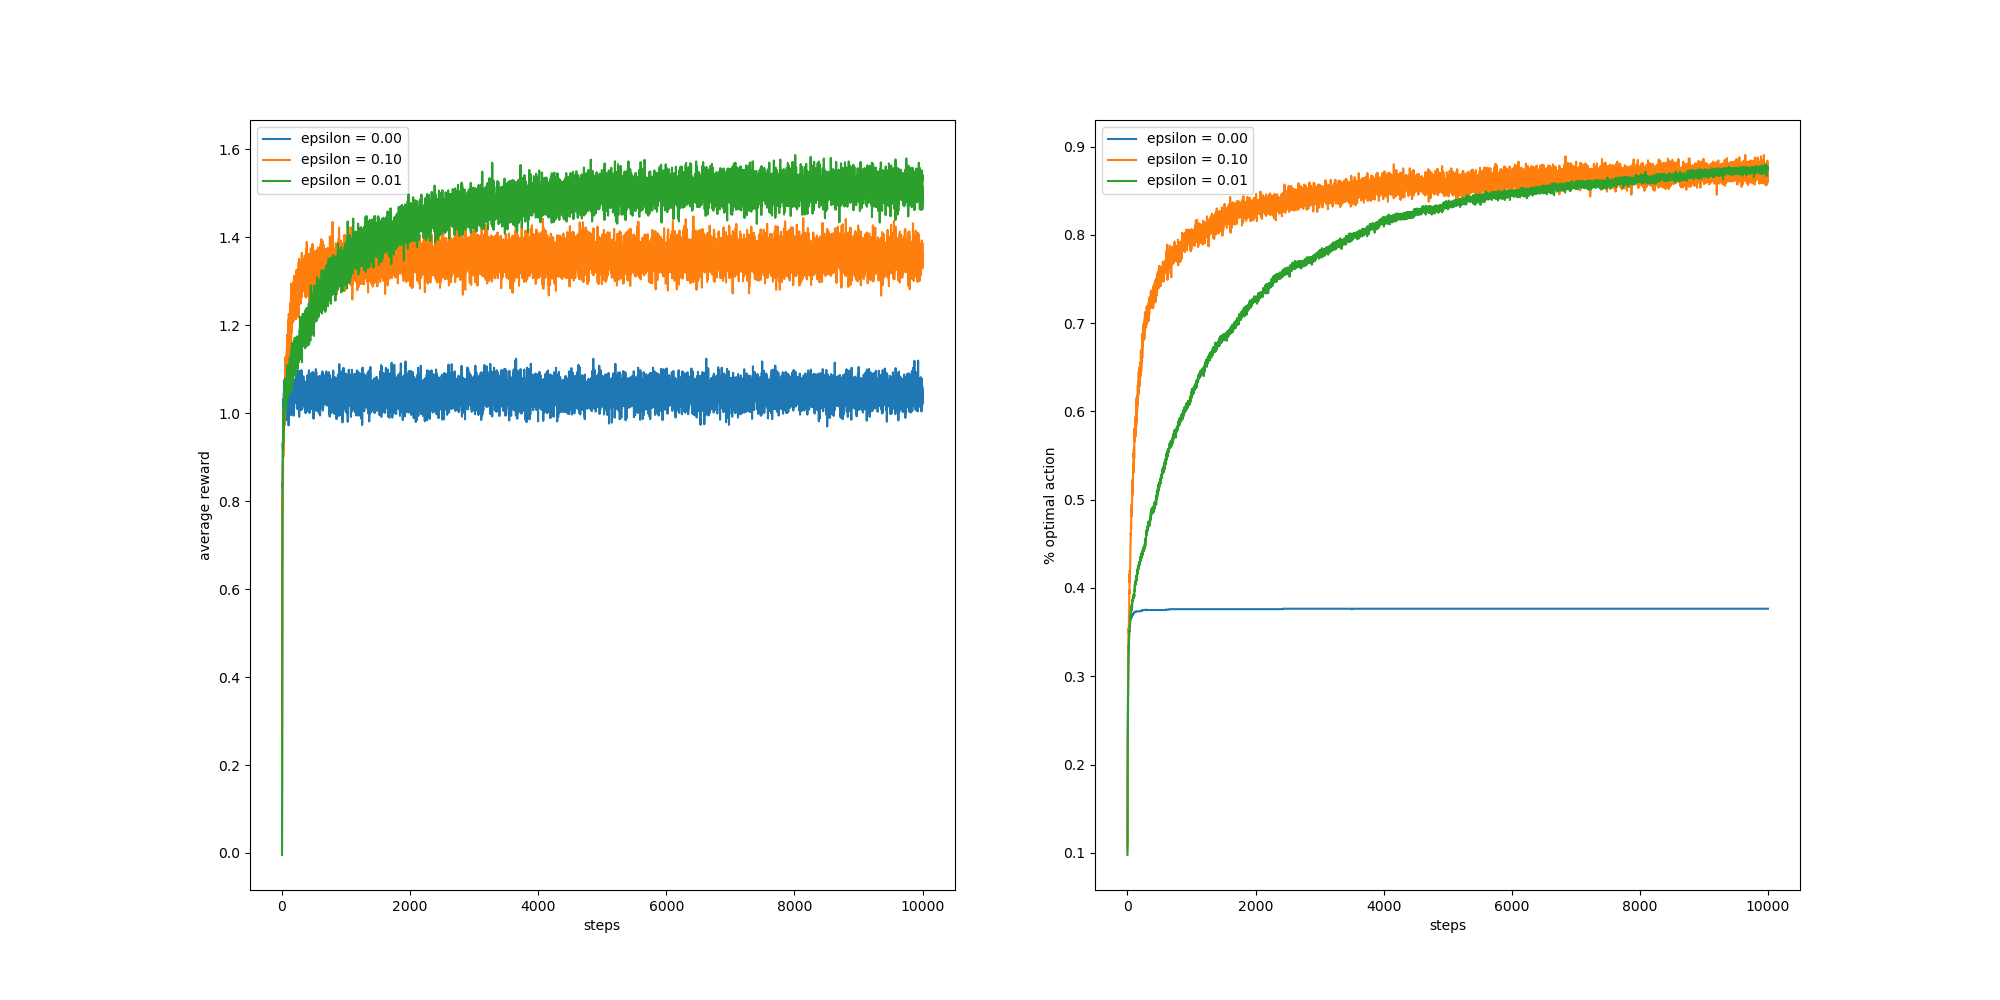 epsilon = 0.00
epsilon = 0.10
epsilon = 0.01
1.6
1.4
1.2
1.0
0.8
0.6
0.4
0.2
0.0
average reward
0 2000 4000 6000 8000 10000
steps
epsilon = 0.00
epsilon = 0.10
epsilon = 0.01
0.9
0.8
0.7
0.6
0.5
0.4
0.3
0.2
0.1
% optimal action
0 2000 4000 6000 8000 10000
steps